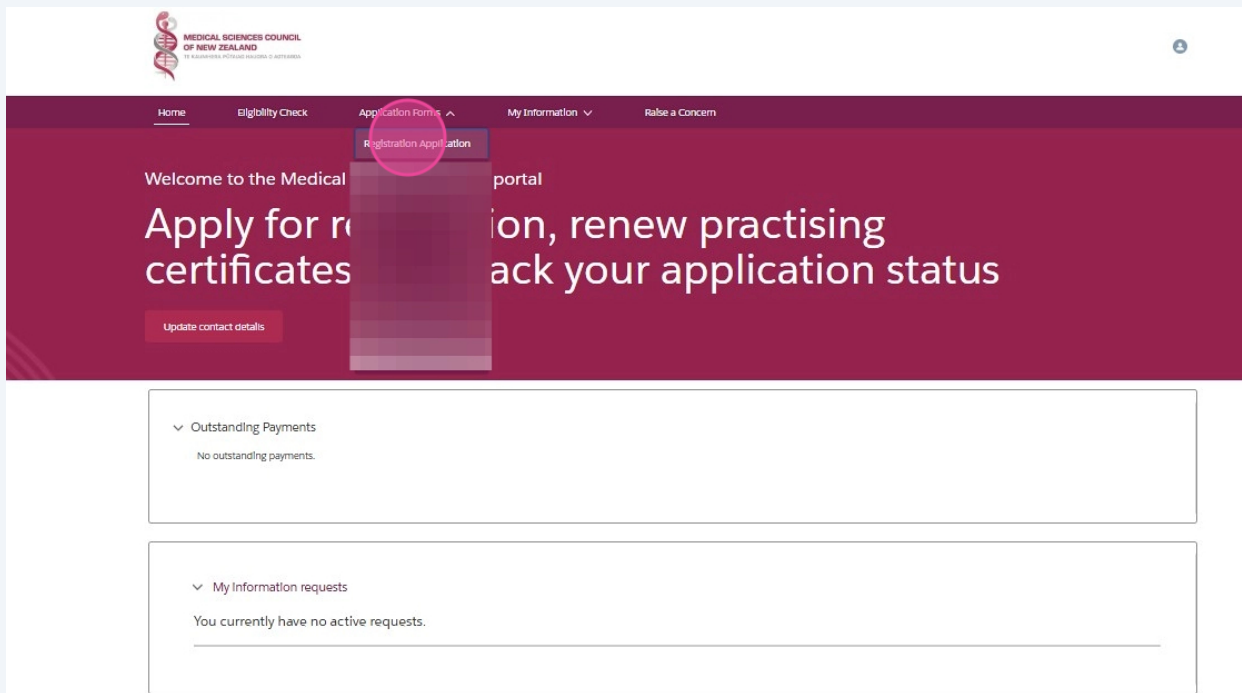 MEDICAL SCIENCES COUNCIL
OF NEW ZEALAND
Home Eligibility Check Application Forms My Information Raise a Concern
Registration Application
Welcome to the Medical portal
Apply for re ion, renew practising
certificates ack your application status
Update contact details
Outstanding Payments
No outstanding payments.
My Information requests
You currently have no active requests.